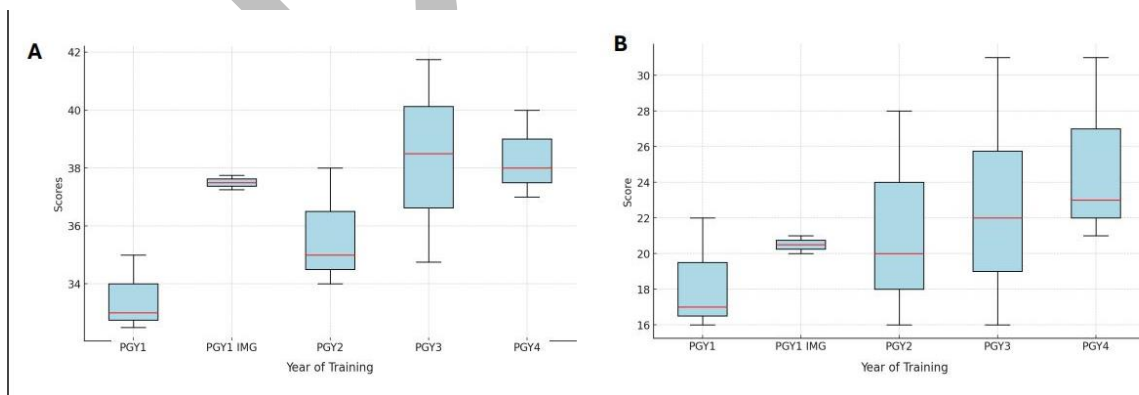 A
42
40
38
36
34
Scores
PGY1 PGY1 IMG PGY2 PGY3 PGY4
Year of Training
B
30
28
26
24
22
20
18
16
Score
PGY1 PGY1 IMG PGY2 PGY3 PGY4
Year of Training